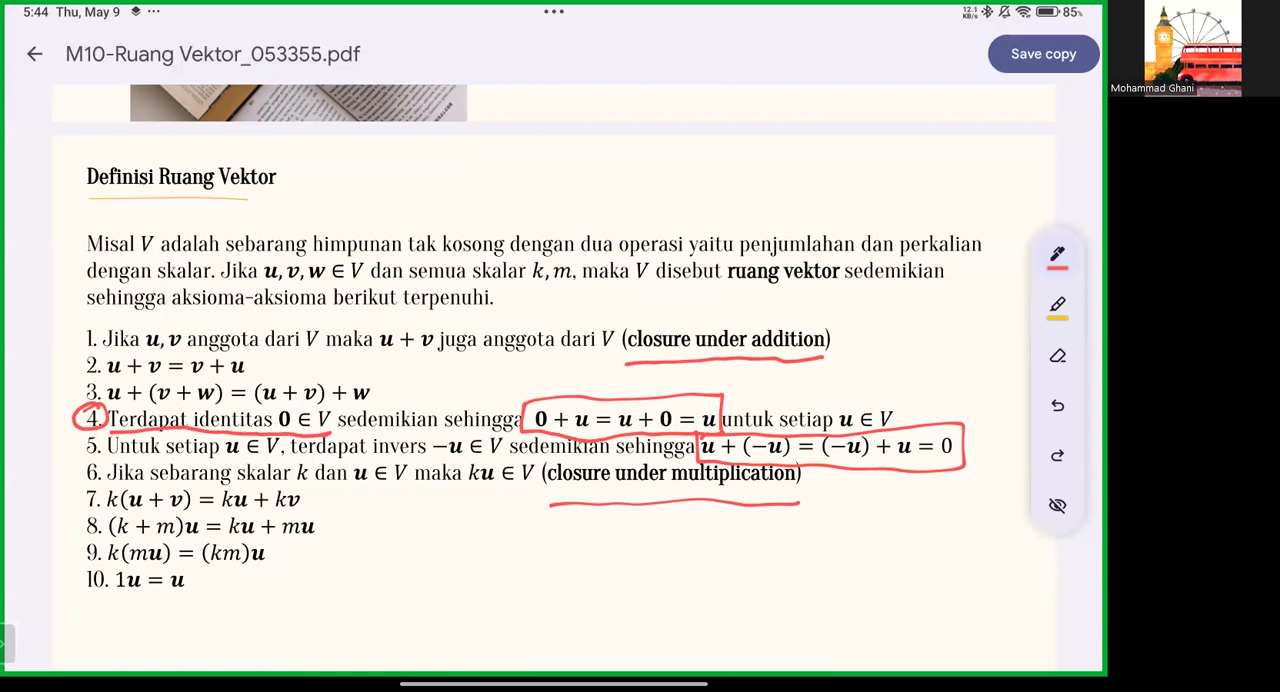 5:44 Thu, May 9
12.1 KB/s 85%
M10-Ruang Vektor_053355.pdf
Save copy
Mohammad Ghani
Definisi Ruang Vektor
Misal V adalah sebarang himpunan tak kosong dengan dua operasi yaitu penjumlahan dan perkalian
dengan skalar. Jika u, v, w ∈ V dan semua skalar k, m, maka V disebut ruang vektor sedemikian
sehingga aksioma-aksioma berikut terpenuhi.
1. Jika u, v anggota dari V maka u + v juga anggota dari V (closure under addition)
2. u + v = v + u
3. u + (v + w) = (u + v) + w
4. Terdapat identitas 0 ∈ V sedemikian sehingga 0 + u = u + 0 = u untuk setiap u ∈ V
5. Untuk setiap u ∈ V, terdapat invers −u ∈ V sedemikian sehingga u + (−u) = (−u) + u = 0
6. Jika sebarang skalar k dan u ∈ V maka ku ∈ V (closure under multiplication)
7. k(u + v) = ku + kv
8. (k + m)u = ku + mu
9. k(mu) = (km)u
10. 1u = u